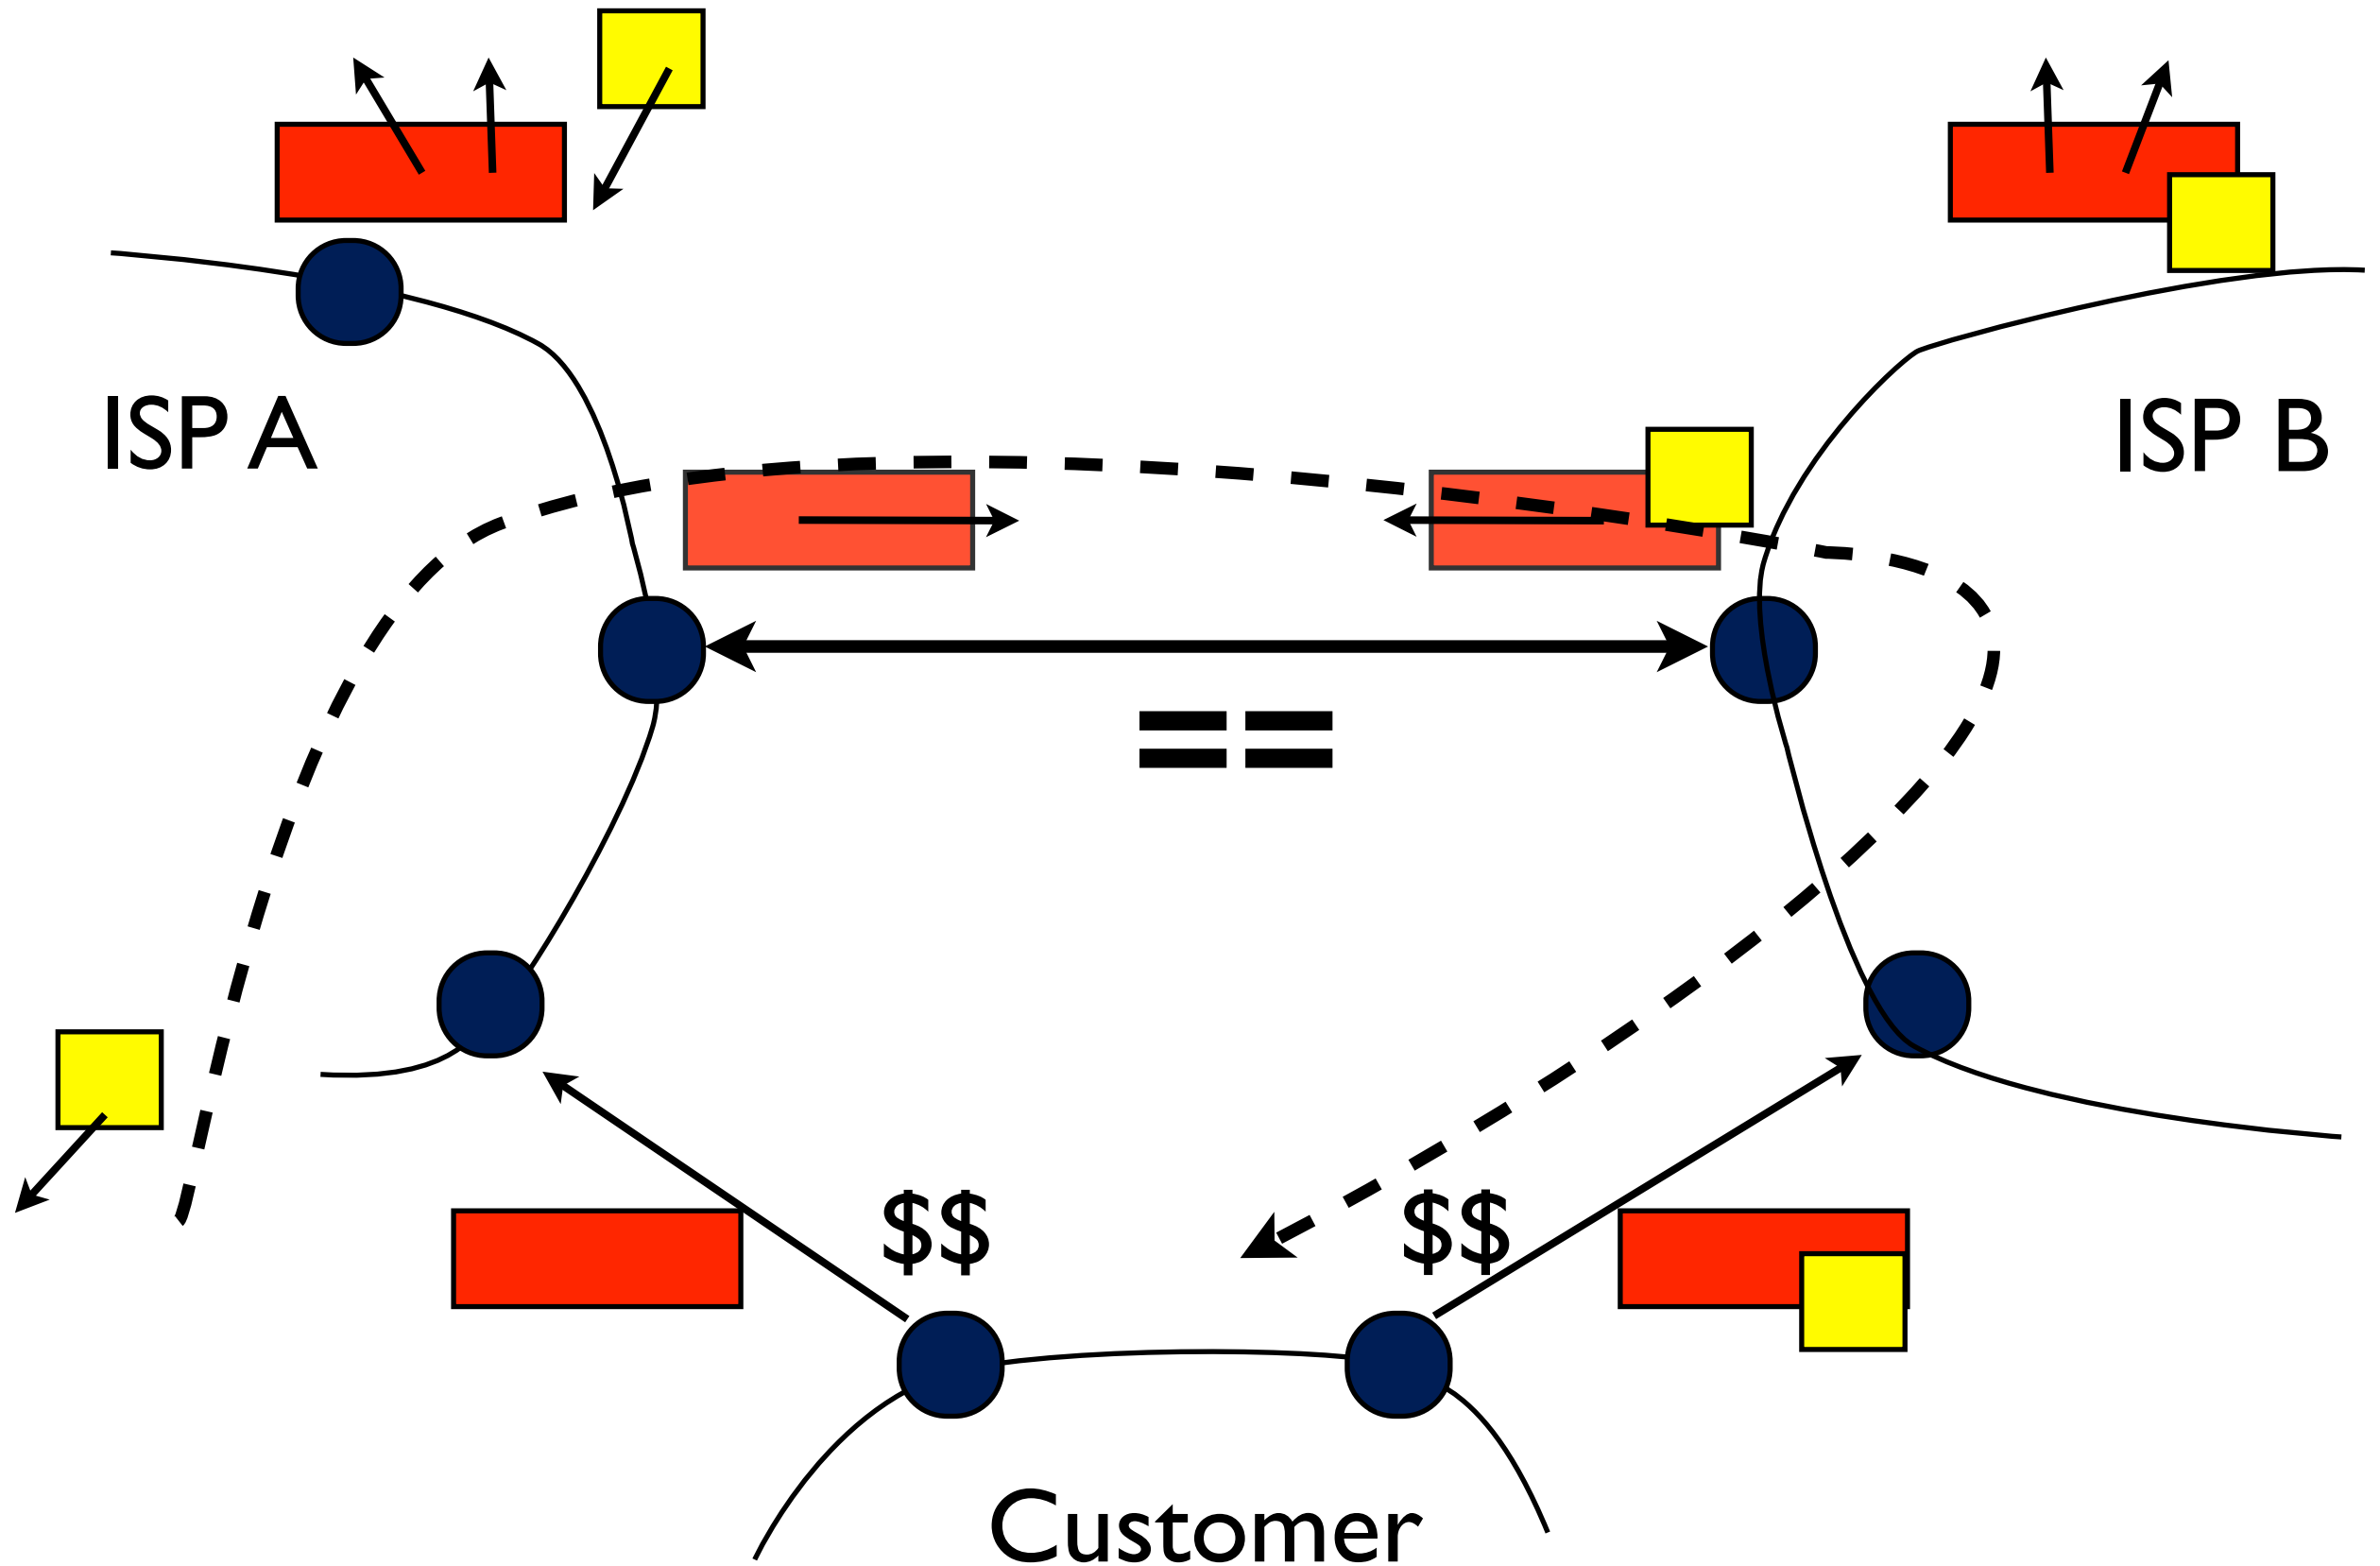 ISP A
ISP B
==
$$
$$
Customer